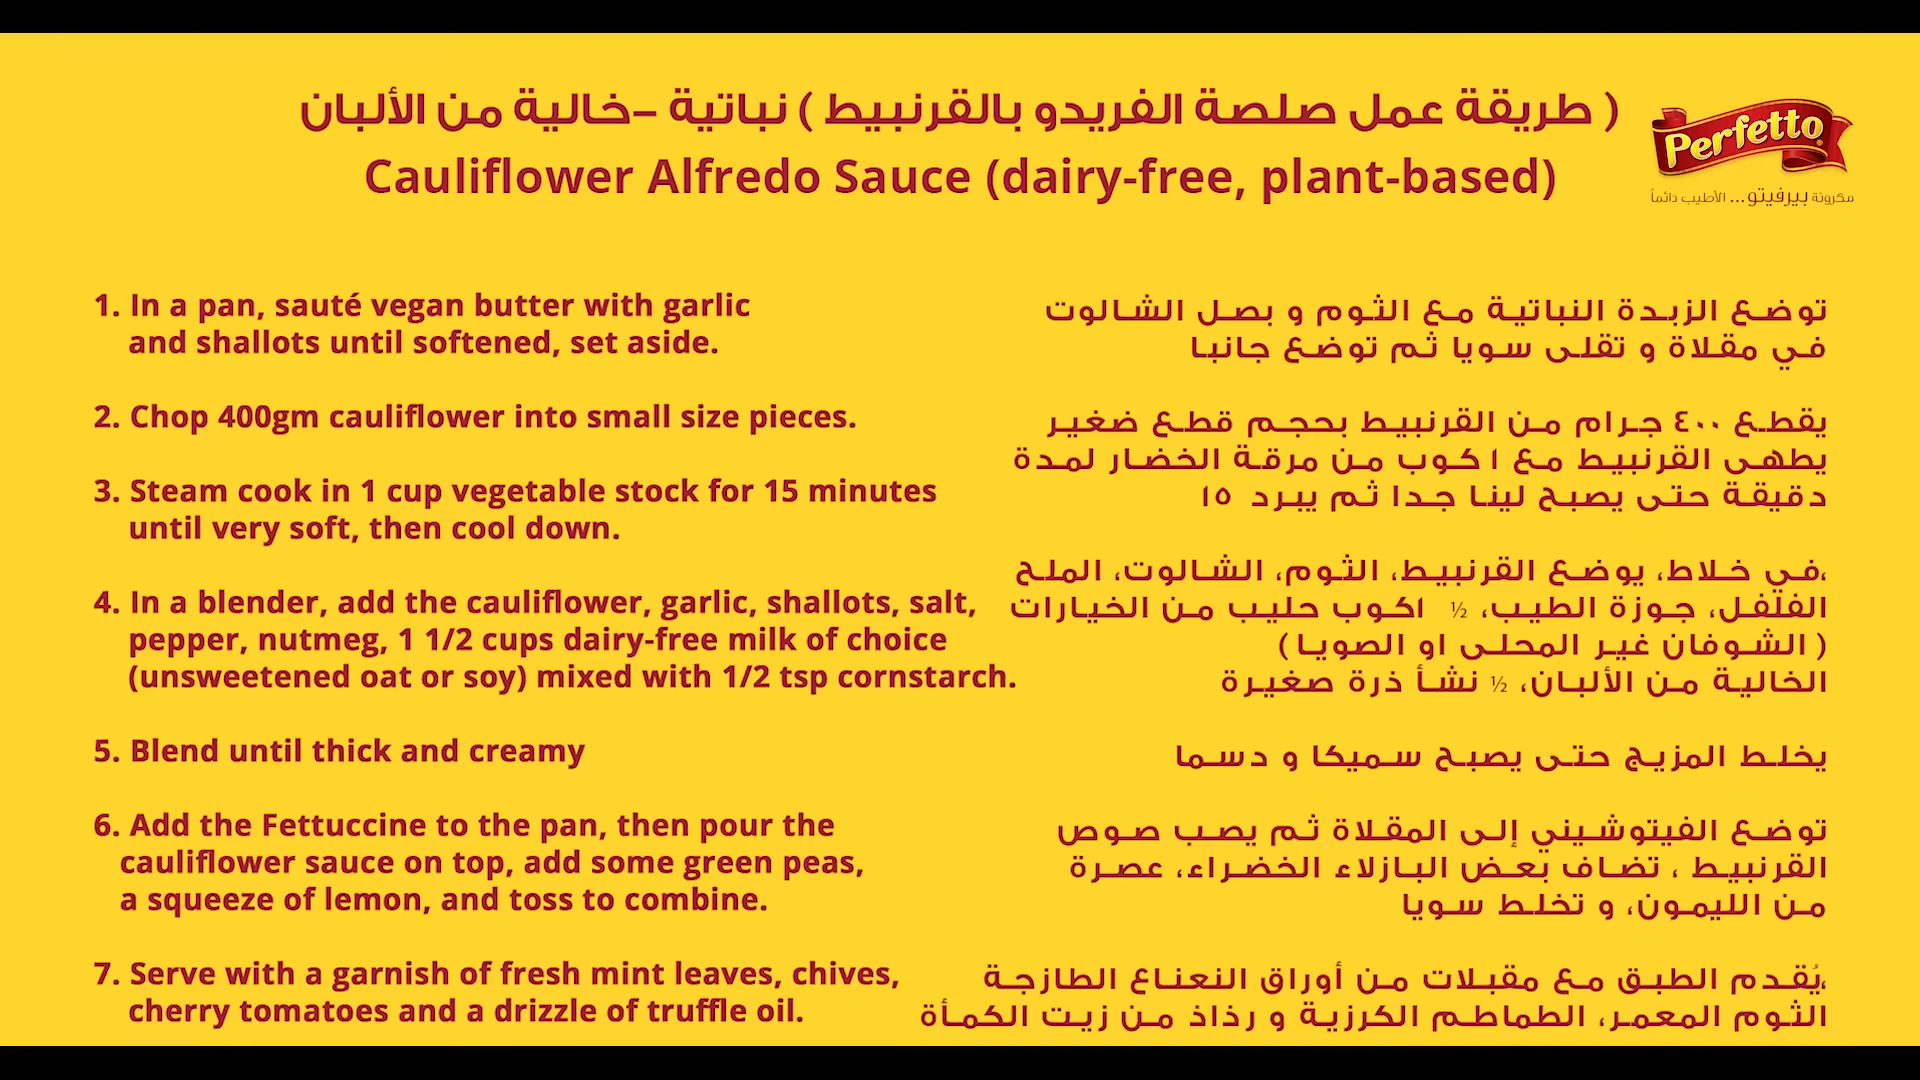 ( طريقة عمل صلصة الفريدو بالقرنبيط ) نباتية –خالية من الألبان
Cauliflower Alfredo Sauce (dairy-free, plant-based)
Perfetto
مكرونة بيرفيتو... الأطيب دائماً
1. In a pan, sauté vegan butter with garlic
and shallots until softened, set aside.
2. Chop 400gm cauliflower into small size pieces.
3. Steam cook in 1 cup vegetable stock for 15 minutes
until very soft, then cool down.
4. In a blender, add the cauliflower, garlic, shallots, salt,
pepper, nutmeg, 1 1/2 cups dairy-free milk of choice
(unsweetened oat or soy) mixed with 1/2 tsp cornstarch.
5. Blend until thick and creamy
6. Add the Fettuccine to the pan, then pour the
cauliflower sauce on top, add some green peas,
a squeeze of lemon, and toss to combine.
7. Serve with a garnish of fresh mint leaves, chives,
cherry tomatoes and a drizzle of truffle oil.
توضع الزبدة النباتية مع الثوم و بصل الشالوت
في مقلاة و تقلى سويا ثم توضع جانبا
يقطع ٤٠٠ جرام من القرنبيط بحجم قطع ضغير
يطهى القرنبيط مع ١ كوب من مرقة الخضار لمدة
دقيقة حتى يصبح لينا جدا ثم يبرد ١٥
،في خلاط، يوضع القرنبيط، الثوم، الشالوت، الملح
الفلفل، جوزة الطيب، ½ ١كوب حليب من الخيارات
( الشوفان غير المحلى او الصويا )
الخالية من الألبان، ½ نشأ ذرة صغيرة
يخلط المزيج حتى يصبح سميكا و دسما
توضع الفيتوشيني إلى المقلاة ثم يصب صوص
القرنبيط ، تضاف بعض البازلاء الخضراء، عصرة
من الليمون، و تخلط سويا
،يُقدم الطبق مع مقبلات من أوراق النعناع الطازجة
الثوم المعمر، الطماطم الكرزية و رذاذ من زيت الكمأة